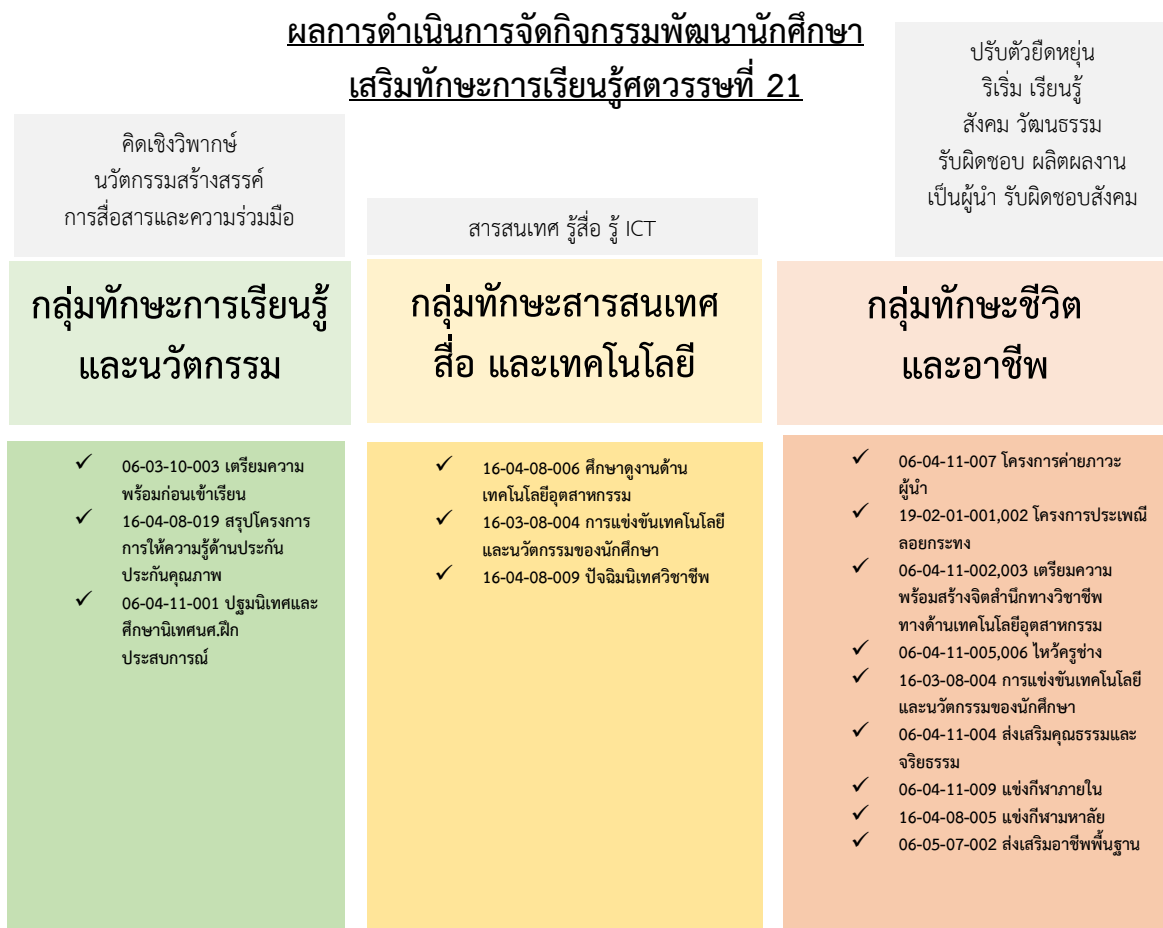 ผลการดำเนินการจัดกิจกรรมพัฒนานักศึกษา
เสริมทักษะการเรียนรู้ศตวรรษที่ 21
คิดเชิงวิพากษ์
นวัตกรรมสร้างสรรค์
การสื่อสารและความร่วมมือ
สารสนเทศ รู้สื่อ รู้ ICT
ปรับตัวยืดหยุ่น
ริเริ่ม เรียนรู้
สังคม วัฒนธรรม
รับผิดชอบ ผลิตผลงาน
เป็นผู้นำ รับผิดชอบสังคม
กลุ่มทักษะการเรียนรู้
และนวัตกรรม
กลุ่มทักษะสารสนเทศ
สื่อ และเทคโนโลยี
กลุ่มทักษะชีวิต
และอาชีพ
✓ 06-03-10-003 เตรียมความ
พร้อมก่อนเข้าเรียน
✓ 16-04-08-019 สรุปโครงการ
การให้ความรู้ด้านประกัน
ประกันคุณภาพ
✓ 06-04-11-001 ปฐมนิเทศและ
ศึกษานิเทศนศ.ฝึก
ประสบการณ์
✓ 16-04-08-006 ศึกษาดูงานด้าน
เทคโนโลยีอุตสาหกรรม
✓ 16-03-08-004 การแข่งขันเทคโนโลยี
และนวัตกรรมของนักศึกษา
✓ 16-04-08-009 ปัจฉิมนิเทศวิชาชีพ
✓ 06-04-11-007 โครงการค่ายภาวะ
ผู้นำ
✓ 19-02-01-001,002 โครงการประเพณี
ลอยกระทง
✓ 06-04-11-002,003 เตรียมความ
พร้อมสร้างจิตสำนึกทางวิชาชีพ
ทางด้านเทคโนโลยีอุตสาหกรรม
✓ 06-04-11-005,006 ไหว้ครูช่าง
✓ 16-03-08-004 การแข่งขันเทคโนโลยี
และนวัตกรรมของนักศึกษา
✓ 06-04-11-004 ส่งเสริมคุณธรรมและ
จริยธรรม
✓ 06-04-11-009 แข่งกีฬาภายใน
✓ 16-04-08-005 แข่งกีฬามหาลัย
✓ 06-05-07-002 ส่งเสริมอาชีพพื้นฐาน